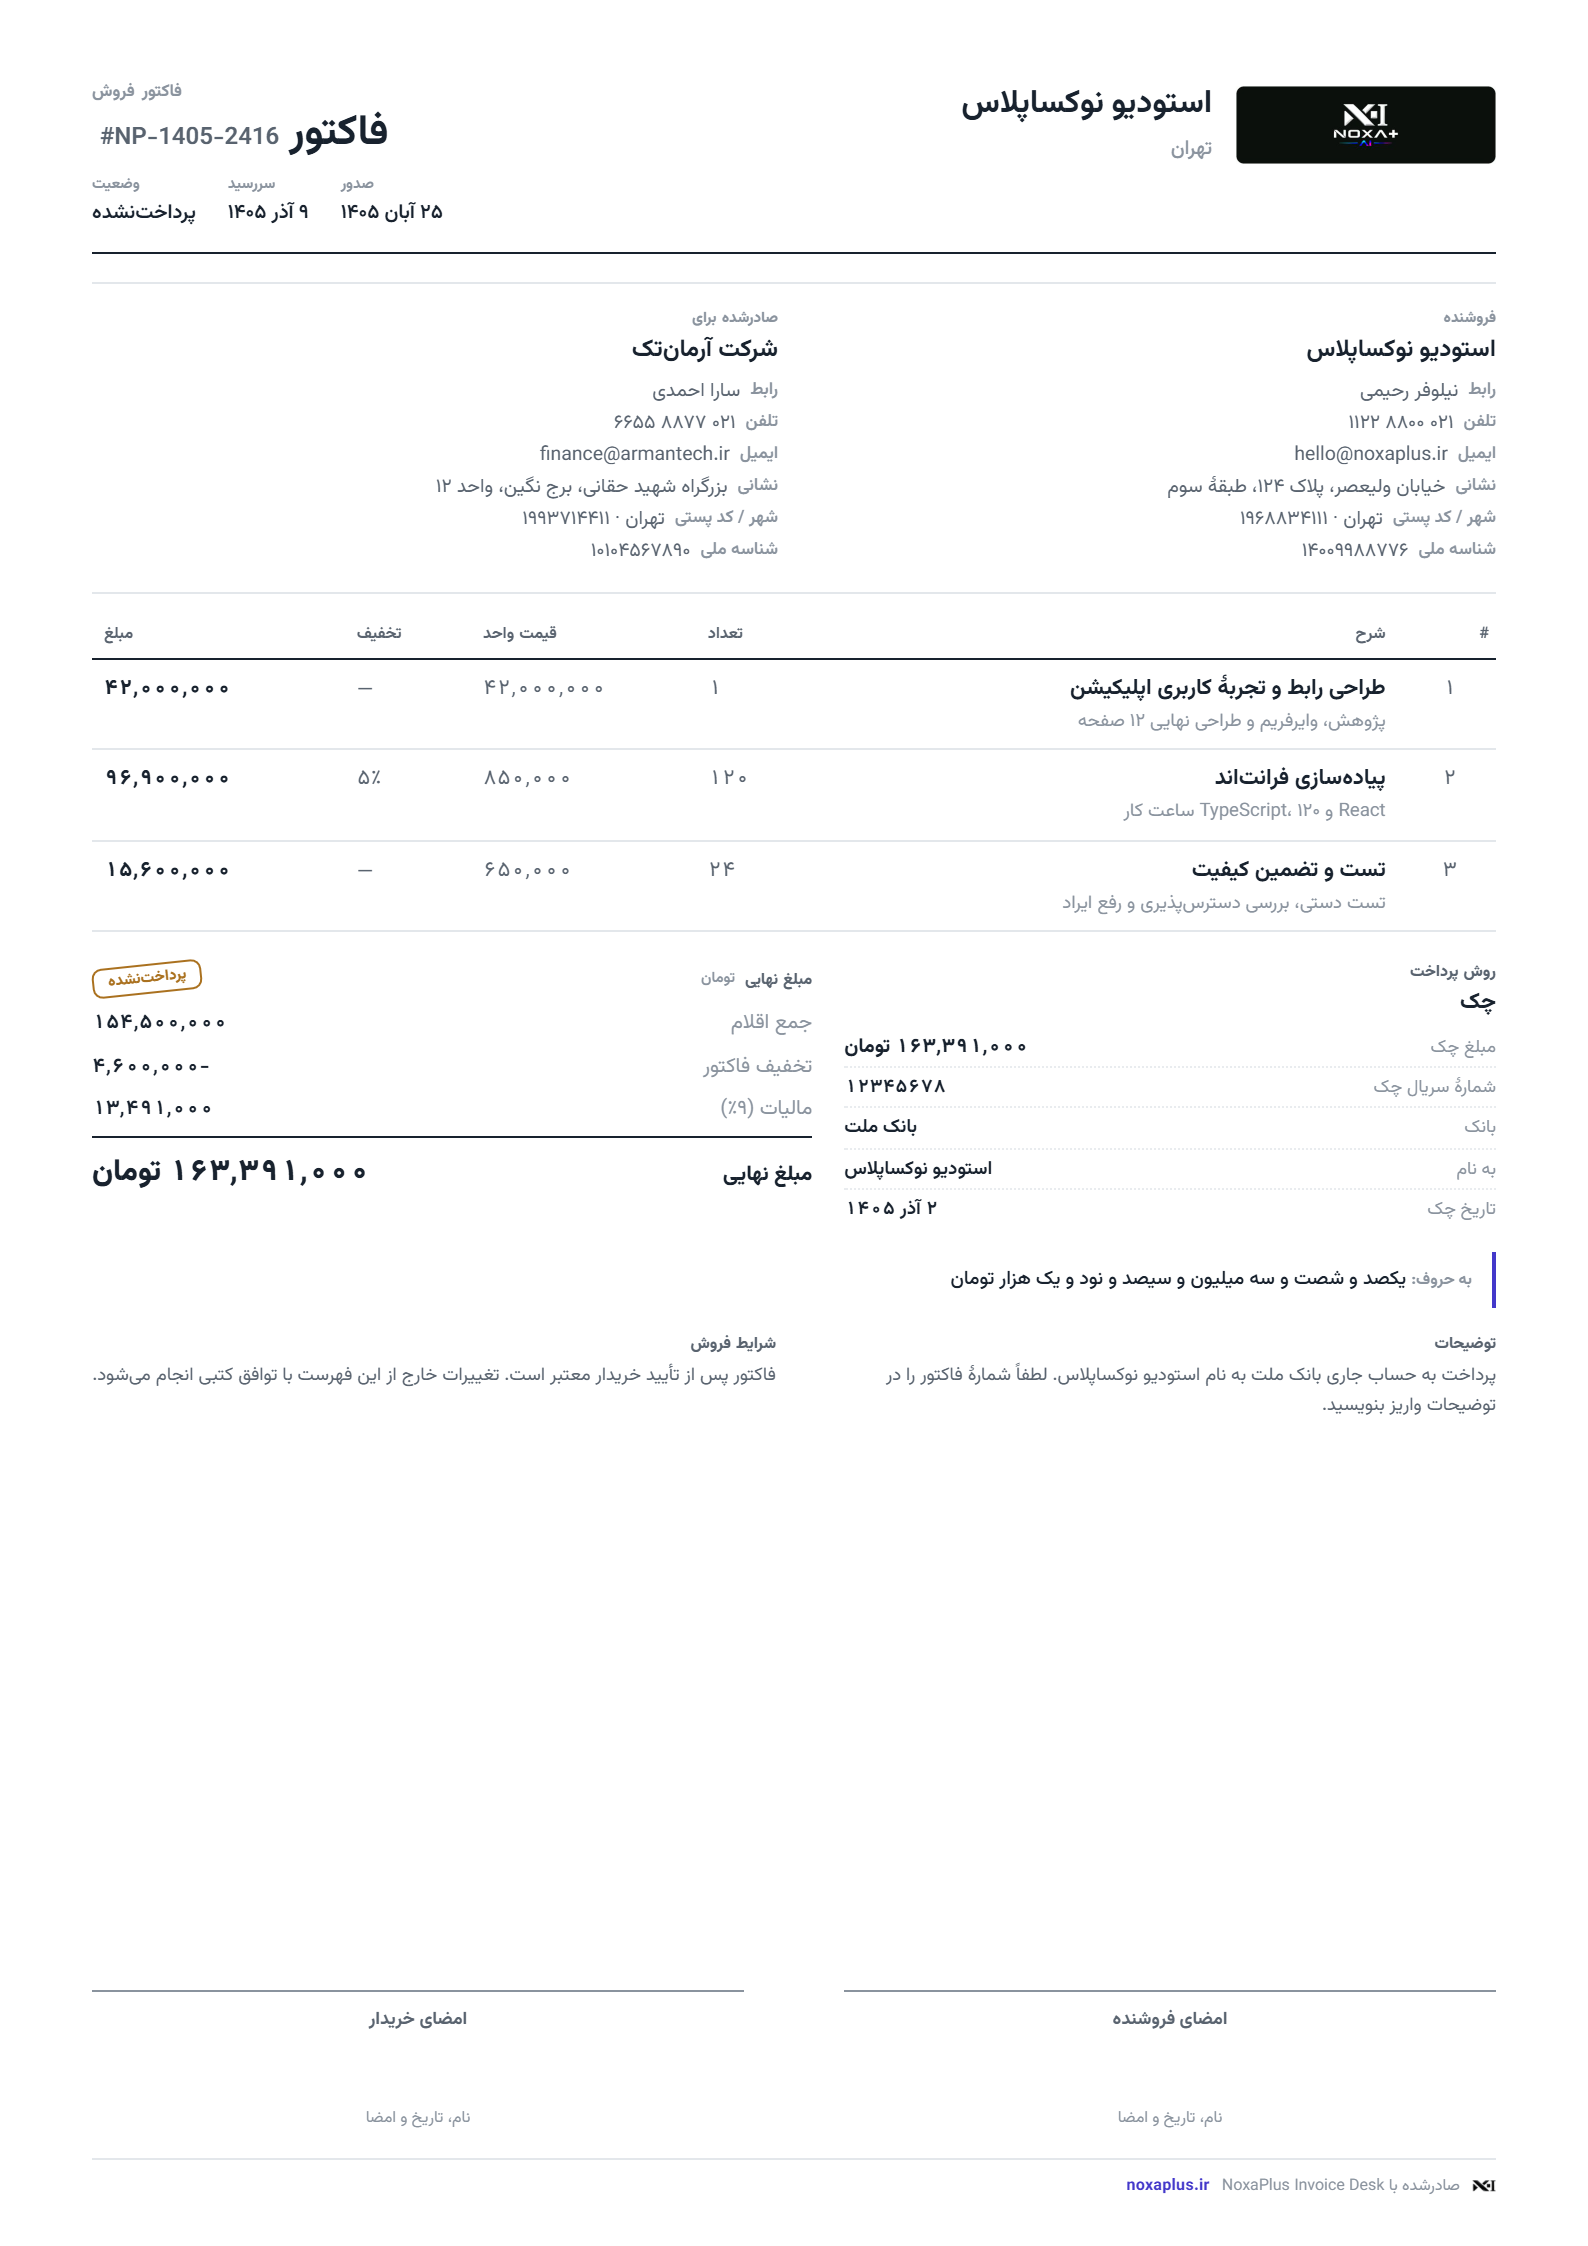 NOXA+
استودیو نوکساپلاس
تهران
فاکتور فروش
فاکتور #NP-1405-2416
صدور سررسید وضعیت
۲۵ آبان ۱۴۰۵ ۹ آذر ۱۴۰۵ پرداخت‌نشده
فروشنده
استودیو نوکساپلاس
رابط نیلوفر رحیمی
تلفن ۰۲۱ ۸۸۰۰ ۱۱۲۲
ایمیل hello@noxaplus.ir
نشانی خیابان ولیعصر، پلاک ۱۲۴، طبقهٔ سوم
شهر / کد پستی تهران · ۱۹۶۸۸۳۴۱۱۱
شناسه ملی ۱۴۰۰۹۹۸۸۷۷۶
صادرشده برای
شرکت آرمان‌تک
رابط سارا احمدی
تلفن ۰۲۱ ۸۸۷۷ ۶۶۵۵
ایمیل finance@armantech.ir
نشانی بزرگراه شهید حقانی، برج نگین، واحد ۱۲
شهر / کد پستی تهران · ۱۹۹۳۷۱۴۴۱۱
شناسه ملی ۱۰۱۰۴۵۶۷۸۹۰
# شرح تعداد قیمت واحد تخفیف مبلغ
۱ طراحی رابط و تجربهٔ کاربری اپلیکیشن ۱ ۴۲,۰۰۰,۰۰۰ — ۴۲,۰۰۰,۰۰۰
پژوهش، وایرفریم و طراحی نهایی ۱۲ صفحه
۲ پیاده‌سازی فرانت‌اند ۱۲۰ ۸۵۰,۰۰۰ ۵٪ ۹۶,۹۰۰,۰۰۰
React و TypeScript، ۱۲۰ ساعت کار
۳ تست و تضمین کیفیت ۲۴ ۶۵۰,۰۰۰ — ۱۵,۶۰۰,۰۰۰
تست دستی، بررسی دسترس‌پذیری و رفع ایراد
روش پرداخت
چک
مبلغ چک ۱۶۳,۳۹۱,۰۰۰ تومان
شمارهٔ سریال چک ۱۲۳۴۵۶۷۸
بانک بانک ملت
به نام استودیو نوکساپلاس
تاریخ چک ۲ آذر ۱۴۰۵
مبلغ نهایی تومان پرداخت‌نشده
جمع اقلام ۱۵۴,۵۰۰,۰۰۰
تخفیف فاکتور -۴,۶۰۰,۰۰۰
مالیات (۹٪) ۱۳,۴۹۱,۰۰۰
مبلغ نهایی ۱۶۳,۳۹۱,۰۰۰ تومان
به حروف: یکصد و شصت و سه میلیون و سیصد و نود و یک هزار تومان
توضیحات
پرداخت به حساب جاری بانک ملت به نام استودیو نوکساپلاس. لطفاً شمارهٔ فاکتور را در
توضیحات واریز بنویسید.
شرایط فروش
فاکتور پس از تأیید خریدار معتبر است. تغییرات خارج از این فهرست با توافق کتبی انجام می‌شود.
امضای فروشنده
نام، تاریخ و امضا
امضای خریدار
نام، تاریخ و امضا
صادرشده با NoxaPlus Invoice Desk noxaplus.ir